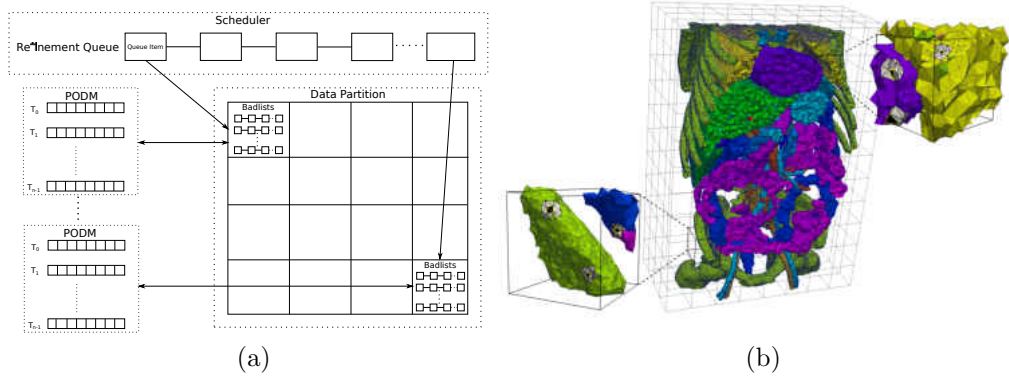 Scheduler
Refinement Queue
Queue Item
PODM
T0
T1
Tn-1
Data Partition
Badlists
PODM
T0
T1
Tn-1
Badlists
(a)
(b)